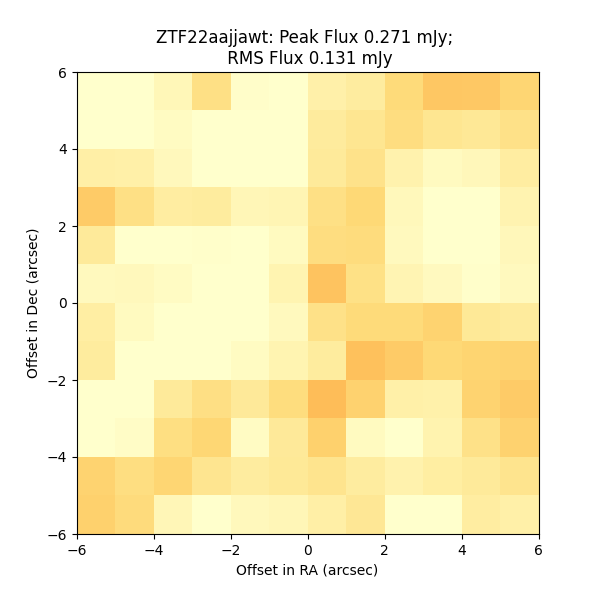 ZTF22aajjawt: Peak Flux 0.271 mJy;
RMS Flux 0.131 mJy
6
4
2
0
−2
−4
−6
Offset in Dec (arcsec)
−6 −4 −2 0 2 4 6
Offset in RA (arcsec)